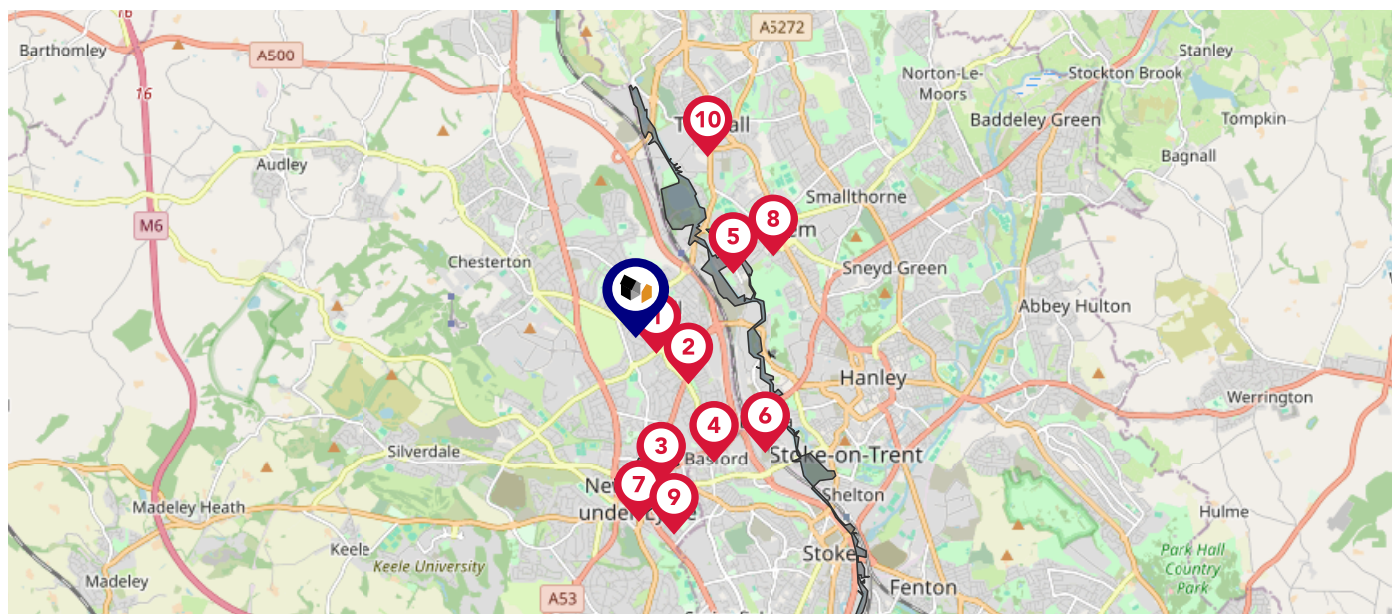 A5272
Barthomley
A500
Stanley
Norton-Le-
Moors
Stockton Brook
16
Baddeley Green
Tompkin
10
Bagnall
Audley
Smallthorne
M6
8
5
Chesterton
Sneyd Green
Abbey Hulton
1
2
Hanley
Werrington
6
4
3
Silverdale
Basford
Stoke-on-Trent
7
9
Shelton
Madeley Heath
Hulme
Keele
Stoke
Park Hall
Country
Park
Keele University
Madeley
Fenton
A53